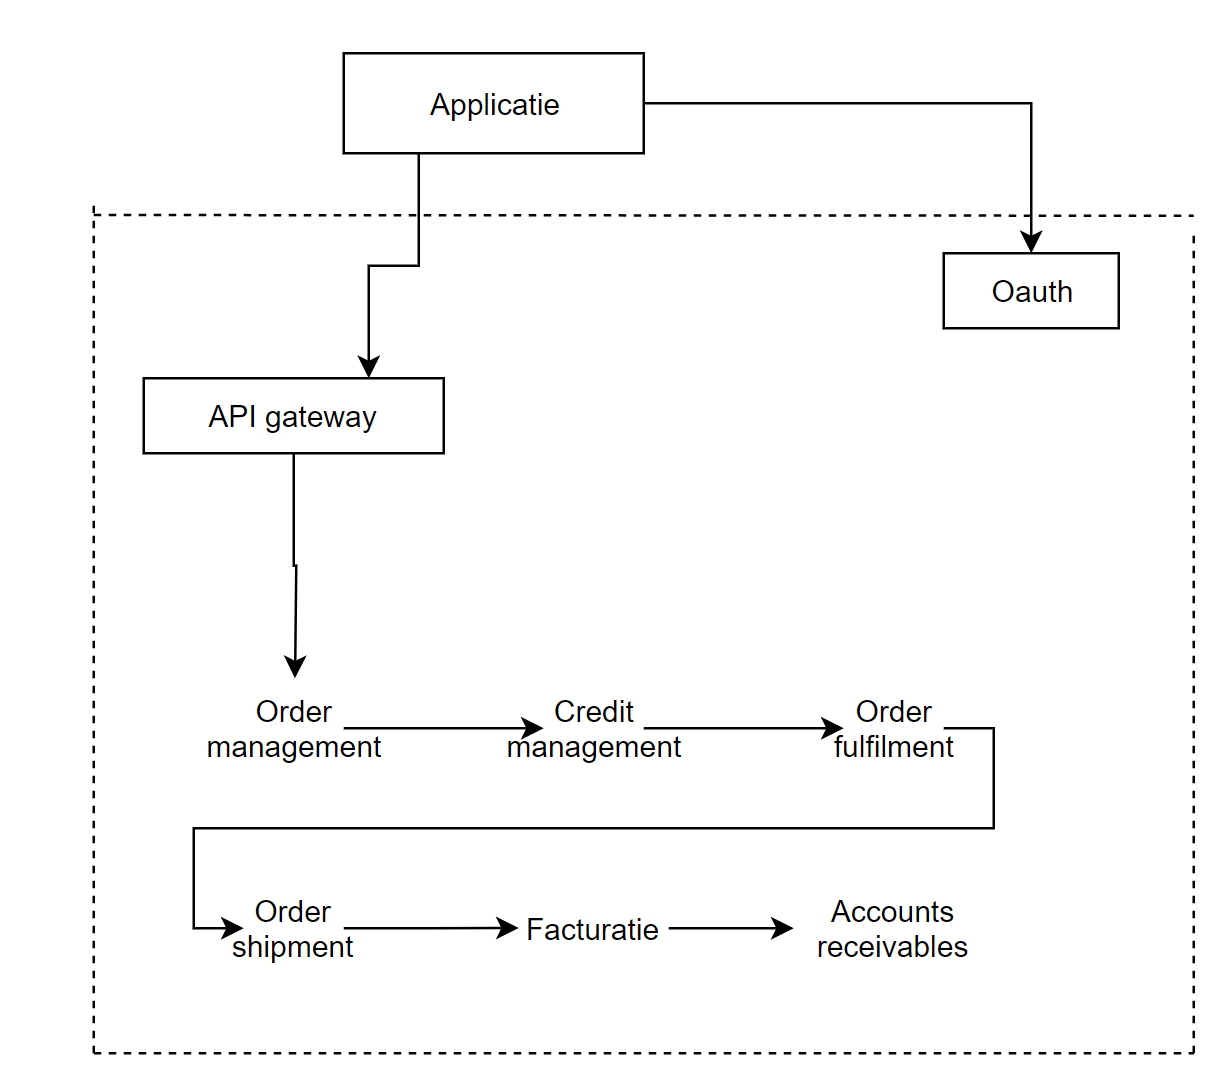 Applicatie
Oauth
API gateway
Order
management
Credit
management
Order
fulfilment
Order
shipment
Facturatie
Accounts
receivables